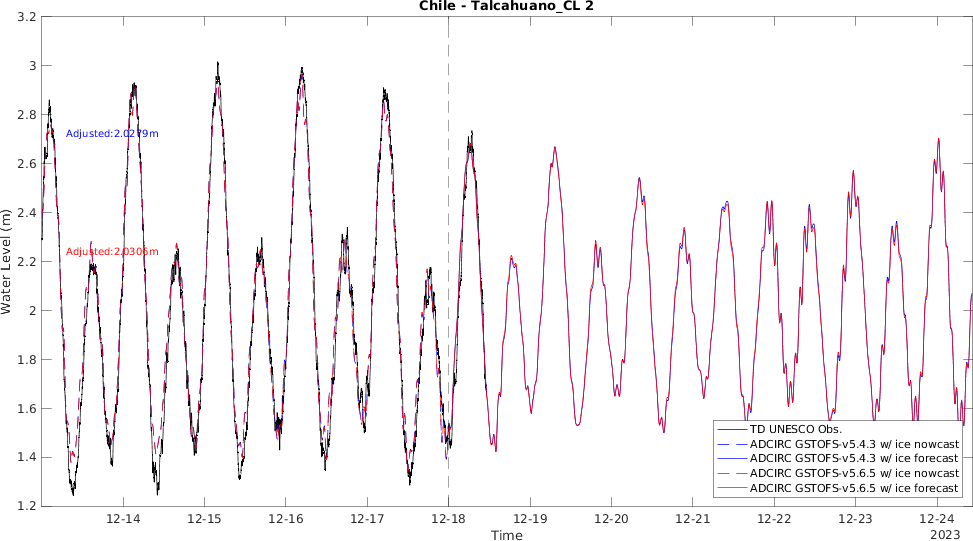 Chile - Talcahuano_CL 2
3.2
3
2.8
2.6
2.4
2.2
2
1.8
1.6
1.4
1.2
Water Level (m)
Adjusted:2.0279m
Adjusted:2.0306m
TD UNESCO Obs.
ADCIRC GSTOFS-v5.4.3 w/ ice nowcast
ADCIRC GSTOFS-v5.4.3 w/ ice forecast
ADCIRC GSTOFS-v5.6.5 w/ ice nowcast
ADCIRC GSTOFS-v5.6.5 w/ ice forecast
12-14 12-15 12-16 12-17 12-18 12-19 12-20 12-21 12-22 12-23 12-24
Time 2023